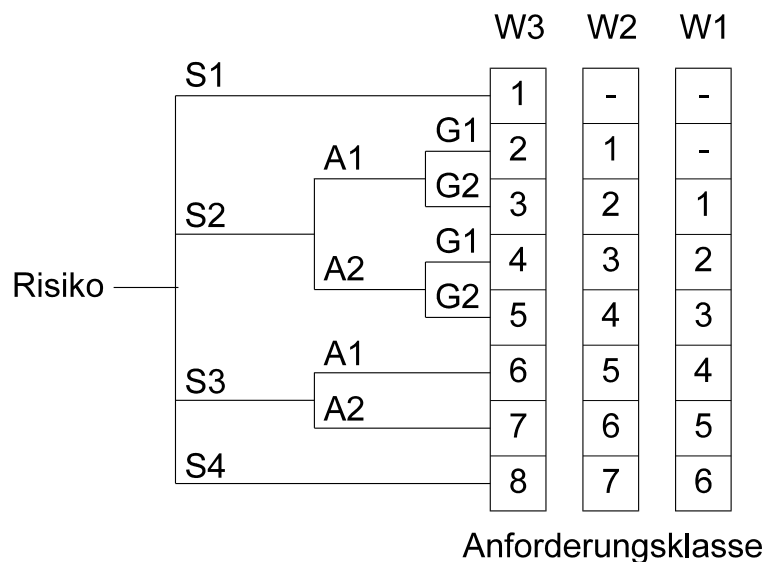 W3 W2 W1
S1
1 - -
G1
A1
2 1 -
G2
S2
3 2 1
G1
A2
4 3 2
Risiko
G2
5 4 3
A1
S3
6 5 4
A2
7 6 5
S4
8 7 6
Anforderungsklasse